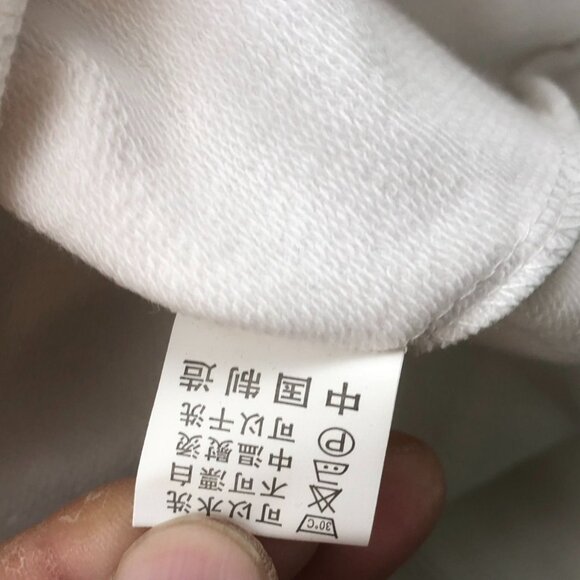 30°C 可以水洗
不可漂白
中温熨烫
P 可以干洗
中国制造